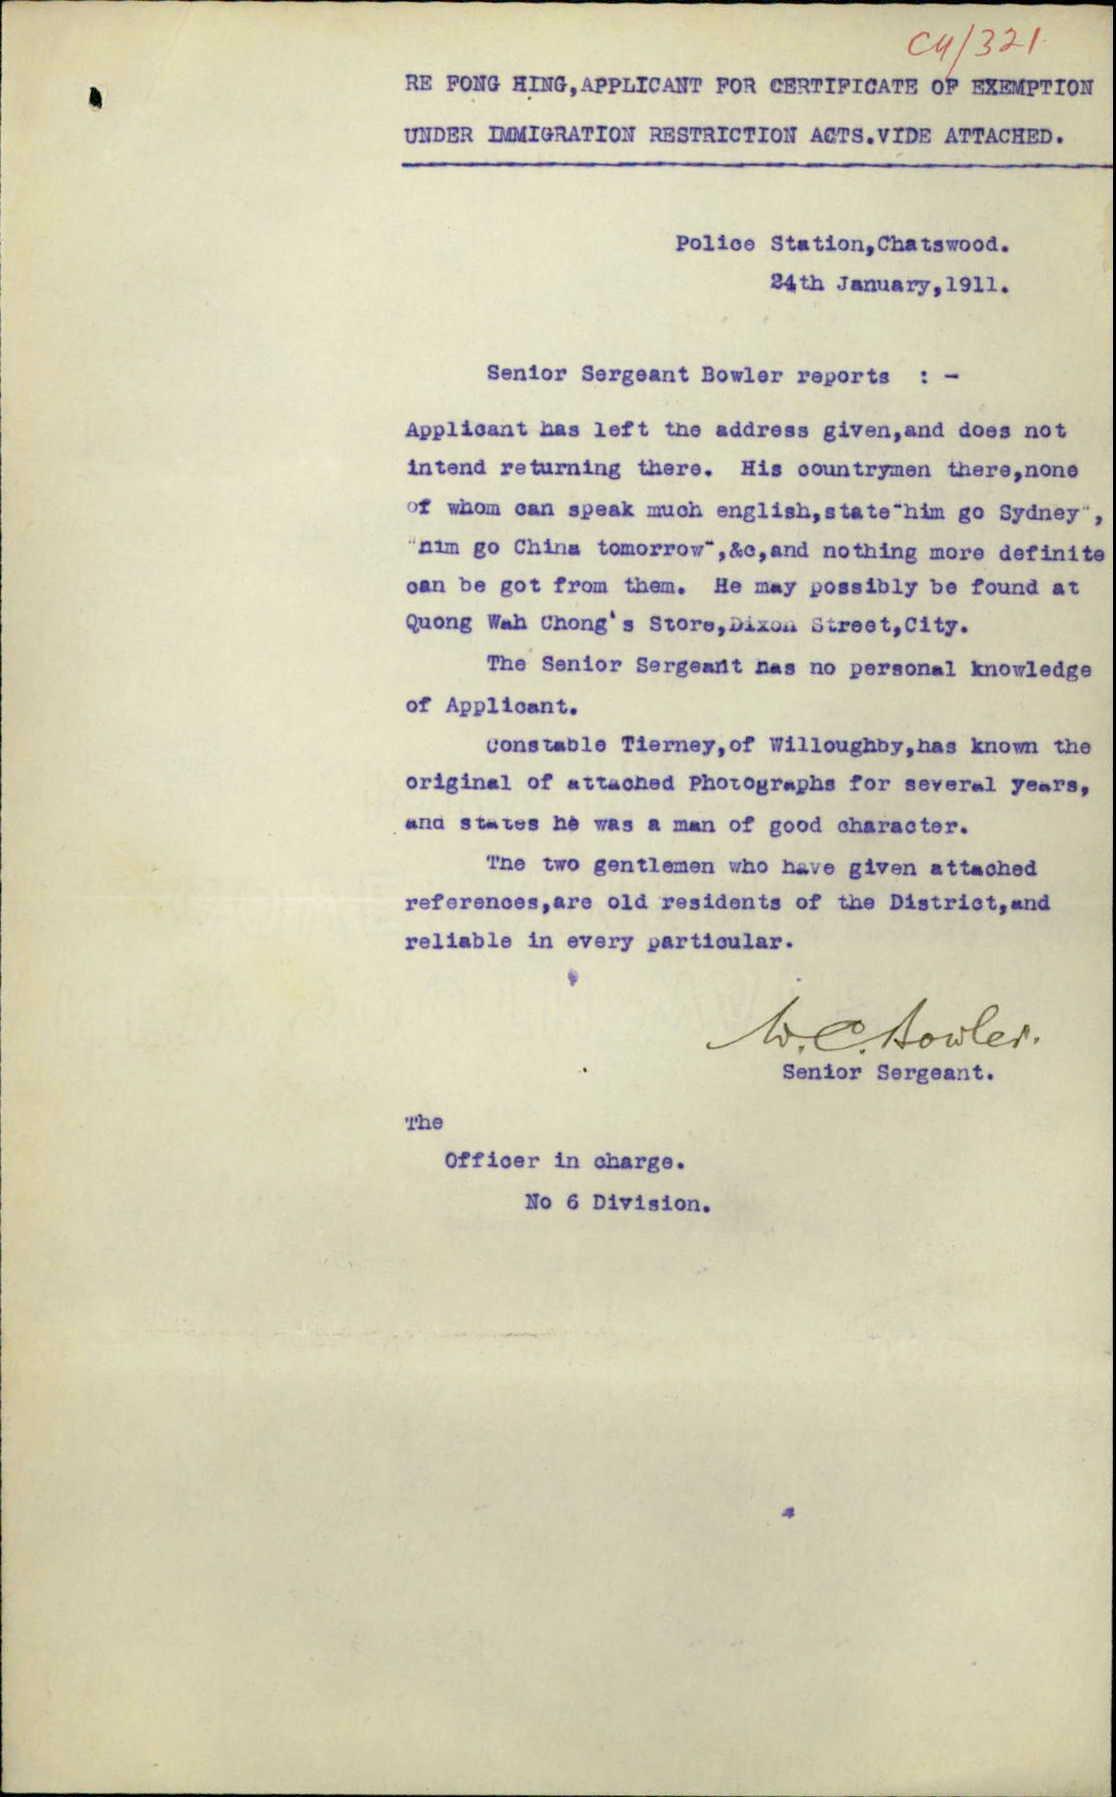 C4/321.
RE FONG HING,APPLICANT FOR CERTIFICATE OF EXEMPTION
UNDER IMMIGRATION RESTRICTION ACTS.VIDE ATTACHED.
Police Station,Chatswood.
24th January,1911.
Senior Sergeant Bowler reports : -
Applicant has left the address given,and does not
intend returning there. His countrymen there,none
of whom can speak much english,state"him go Sydney",
"him go China tomorrow",&c,and nothing more definite
can be got from them. He may possibly be found at
Quong Wah Chong's Store,Dixon Street,City.
The Senior Sergeant has no personal knowledge
of Applicant.
Constable Tierney,of Willoughby,has known the
original of attached Photographs for several years,
and states he was a man of good character.
The two gentlemen who have given attached
references,are old residents of the District,and
reliable in every particular.
W.C.Bowler.
Senior Sergeant.
The
Officer in charge.
No 6 Division.